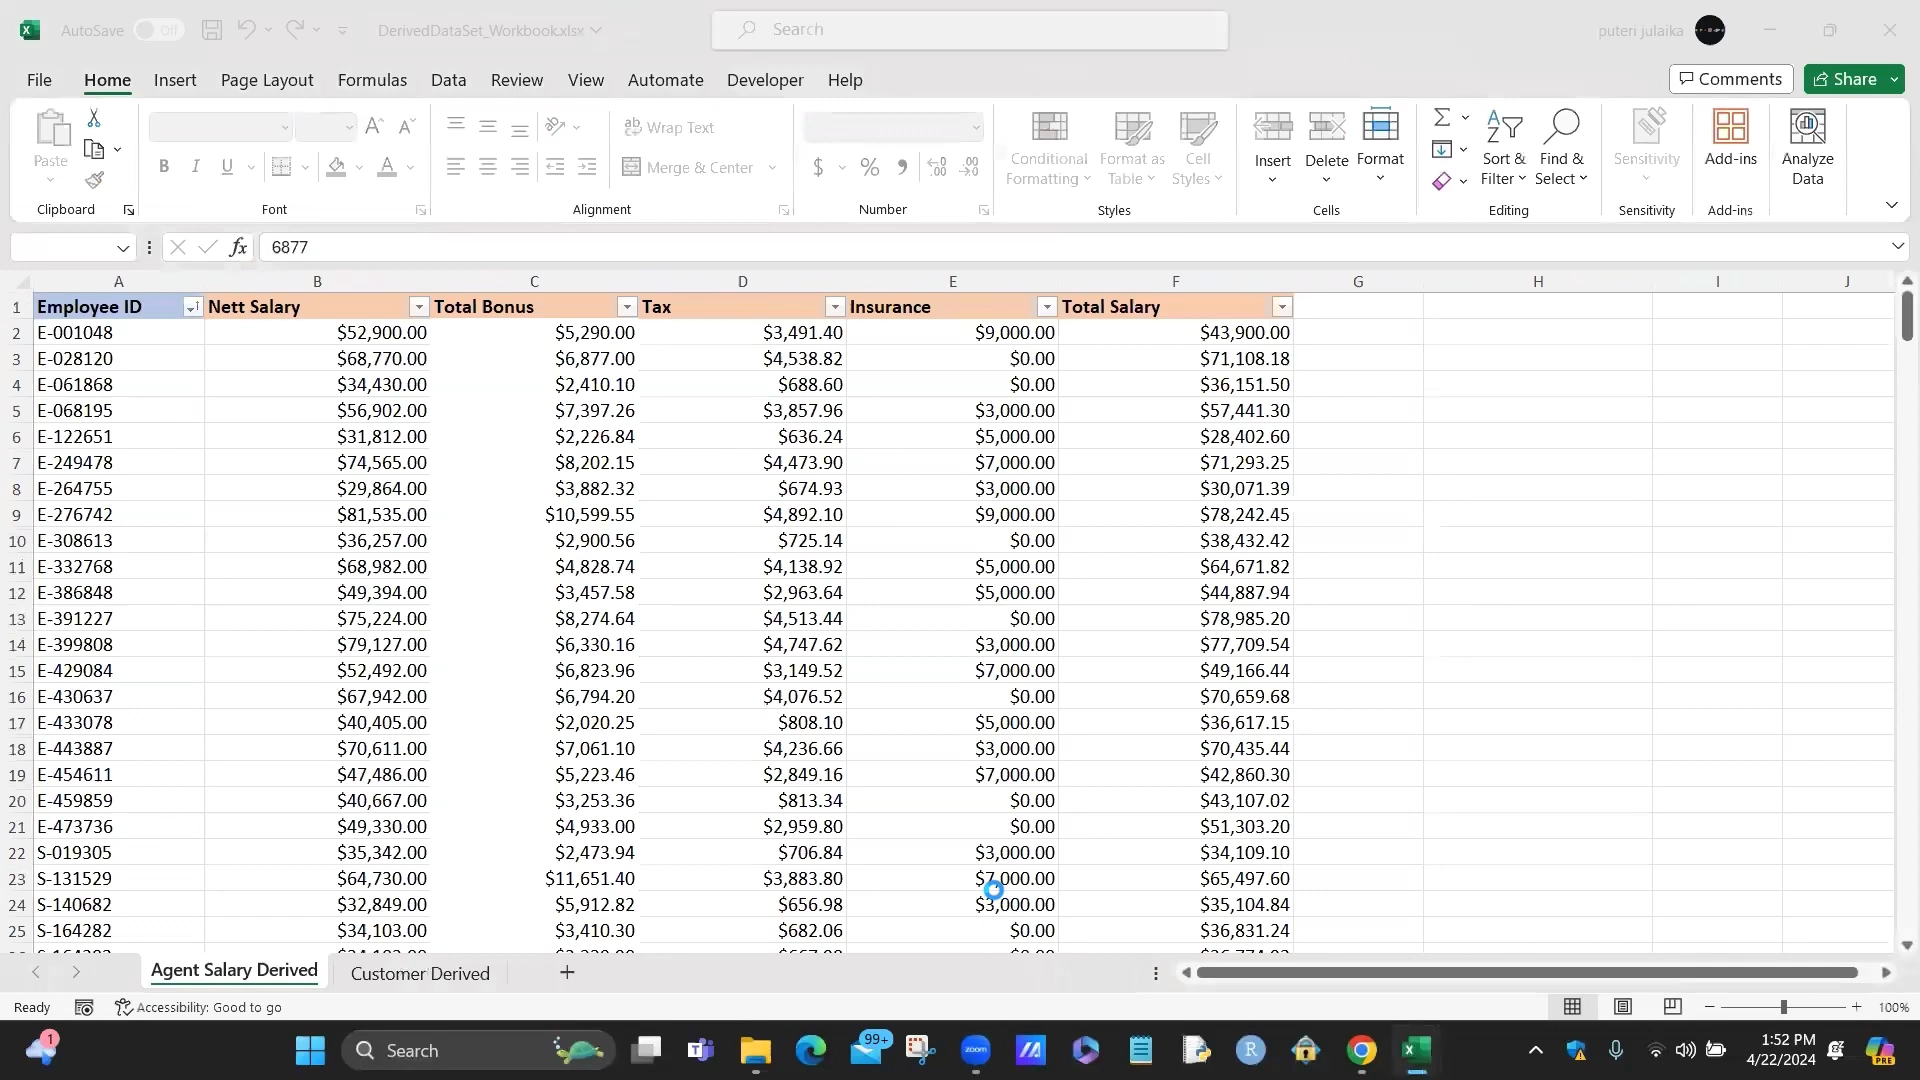 AutoSave Off DerivedDataSet_Workbook.xlsx Search puteri julaika
File Home Insert Page Layout Formulas Data Review View Automate Developer Help Comments Share
Paste B I U ab Wrap Text Merge & Center $ % Conditional Formatting Format as Table Cell Styles Insert Delete Format Sort & Filter Find & Select Sensitivity Add-ins Analyze Data
Clipboard Font Alignment Number Styles Cells Editing Sensitivity Add-ins
fx 6877
A B C D E F G H I J
1 Employee ID Nett Salary Total Bonus Tax Insurance Total Salary
2 E-001048 $52,900.00 $5,290.00 $3,491.40 $9,000.00 $43,900.00
3 E-028120 $68,770.00 $6,877.00 $4,538.82 $0.00 $71,108.18
4 E-061868 $34,430.00 $2,410.10 $688.60 $0.00 $36,151.50
5 E-068195 $56,902.00 $7,397.26 $3,857.96 $3,000.00 $57,441.30
6 E-122651 $31,812.00 $2,226.84 $636.24 $5,000.00 $28,402.60
7 E-249478 $74,565.00 $8,202.15 $4,473.90 $7,000.00 $71,293.25
8 E-264755 $29,864.00 $3,882.32 $674.93 $3,000.00 $30,071.39
9 E-276742 $81,535.00 $10,599.55 $4,892.10 $9,000.00 $78,242.45
10 E-308613 $36,257.00 $2,900.56 $725.14 $0.00 $38,432.42
11 E-332768 $68,982.00 $4,828.74 $4,138.92 $5,000.00 $64,671.82
12 E-386848 $49,394.00 $3,457.58 $2,963.64 $5,000.00 $44,887.94
13 E-391227 $75,224.00 $8,274.64 $4,513.44 $0.00 $78,985.20
14 E-399808 $79,127.00 $6,330.16 $4,747.62 $3,000.00 $77,709.54
15 E-429084 $52,492.00 $6,823.96 $3,149.52 $7,000.00 $49,166.44
16 E-430637 $67,942.00 $6,794.20 $4,076.52 $0.00 $70,659.68
17 E-433078 $40,405.00 $2,020.25 $808.10 $5,000.00 $36,617.15
18 E-443887 $70,611.00 $7,061.10 $4,236.66 $3,000.00 $70,435.44
19 E-454611 $47,486.00 $5,223.46 $2,849.16 $7,000.00 $42,860.30
20 E-459859 $40,667.00 $3,253.36 $813.34 $0.00 $43,107.02
21 E-473736 $49,330.00 $4,933.00 $2,959.80 $0.00 $51,303.20
22 S-019305 $35,342.00 $2,473.94 $706.84 $3,000.00 $34,109.10
23 S-131529 $64,730.00 $11,651.40 $3,883.80 $7,000.00 $65,497.60
24 S-140682 $32,849.00 $5,912.82 $656.98 $3,000.00 $35,104.84
25 S-164282 $34,103.00 $3,410.30 $682.06 $0.00 $36,831.24
Agent Salary Derived Customer Derived
Ready Accessibility: Good to go 100%
1 Search 99+ zoom R 1:52 PM
4/22/2024 PRE